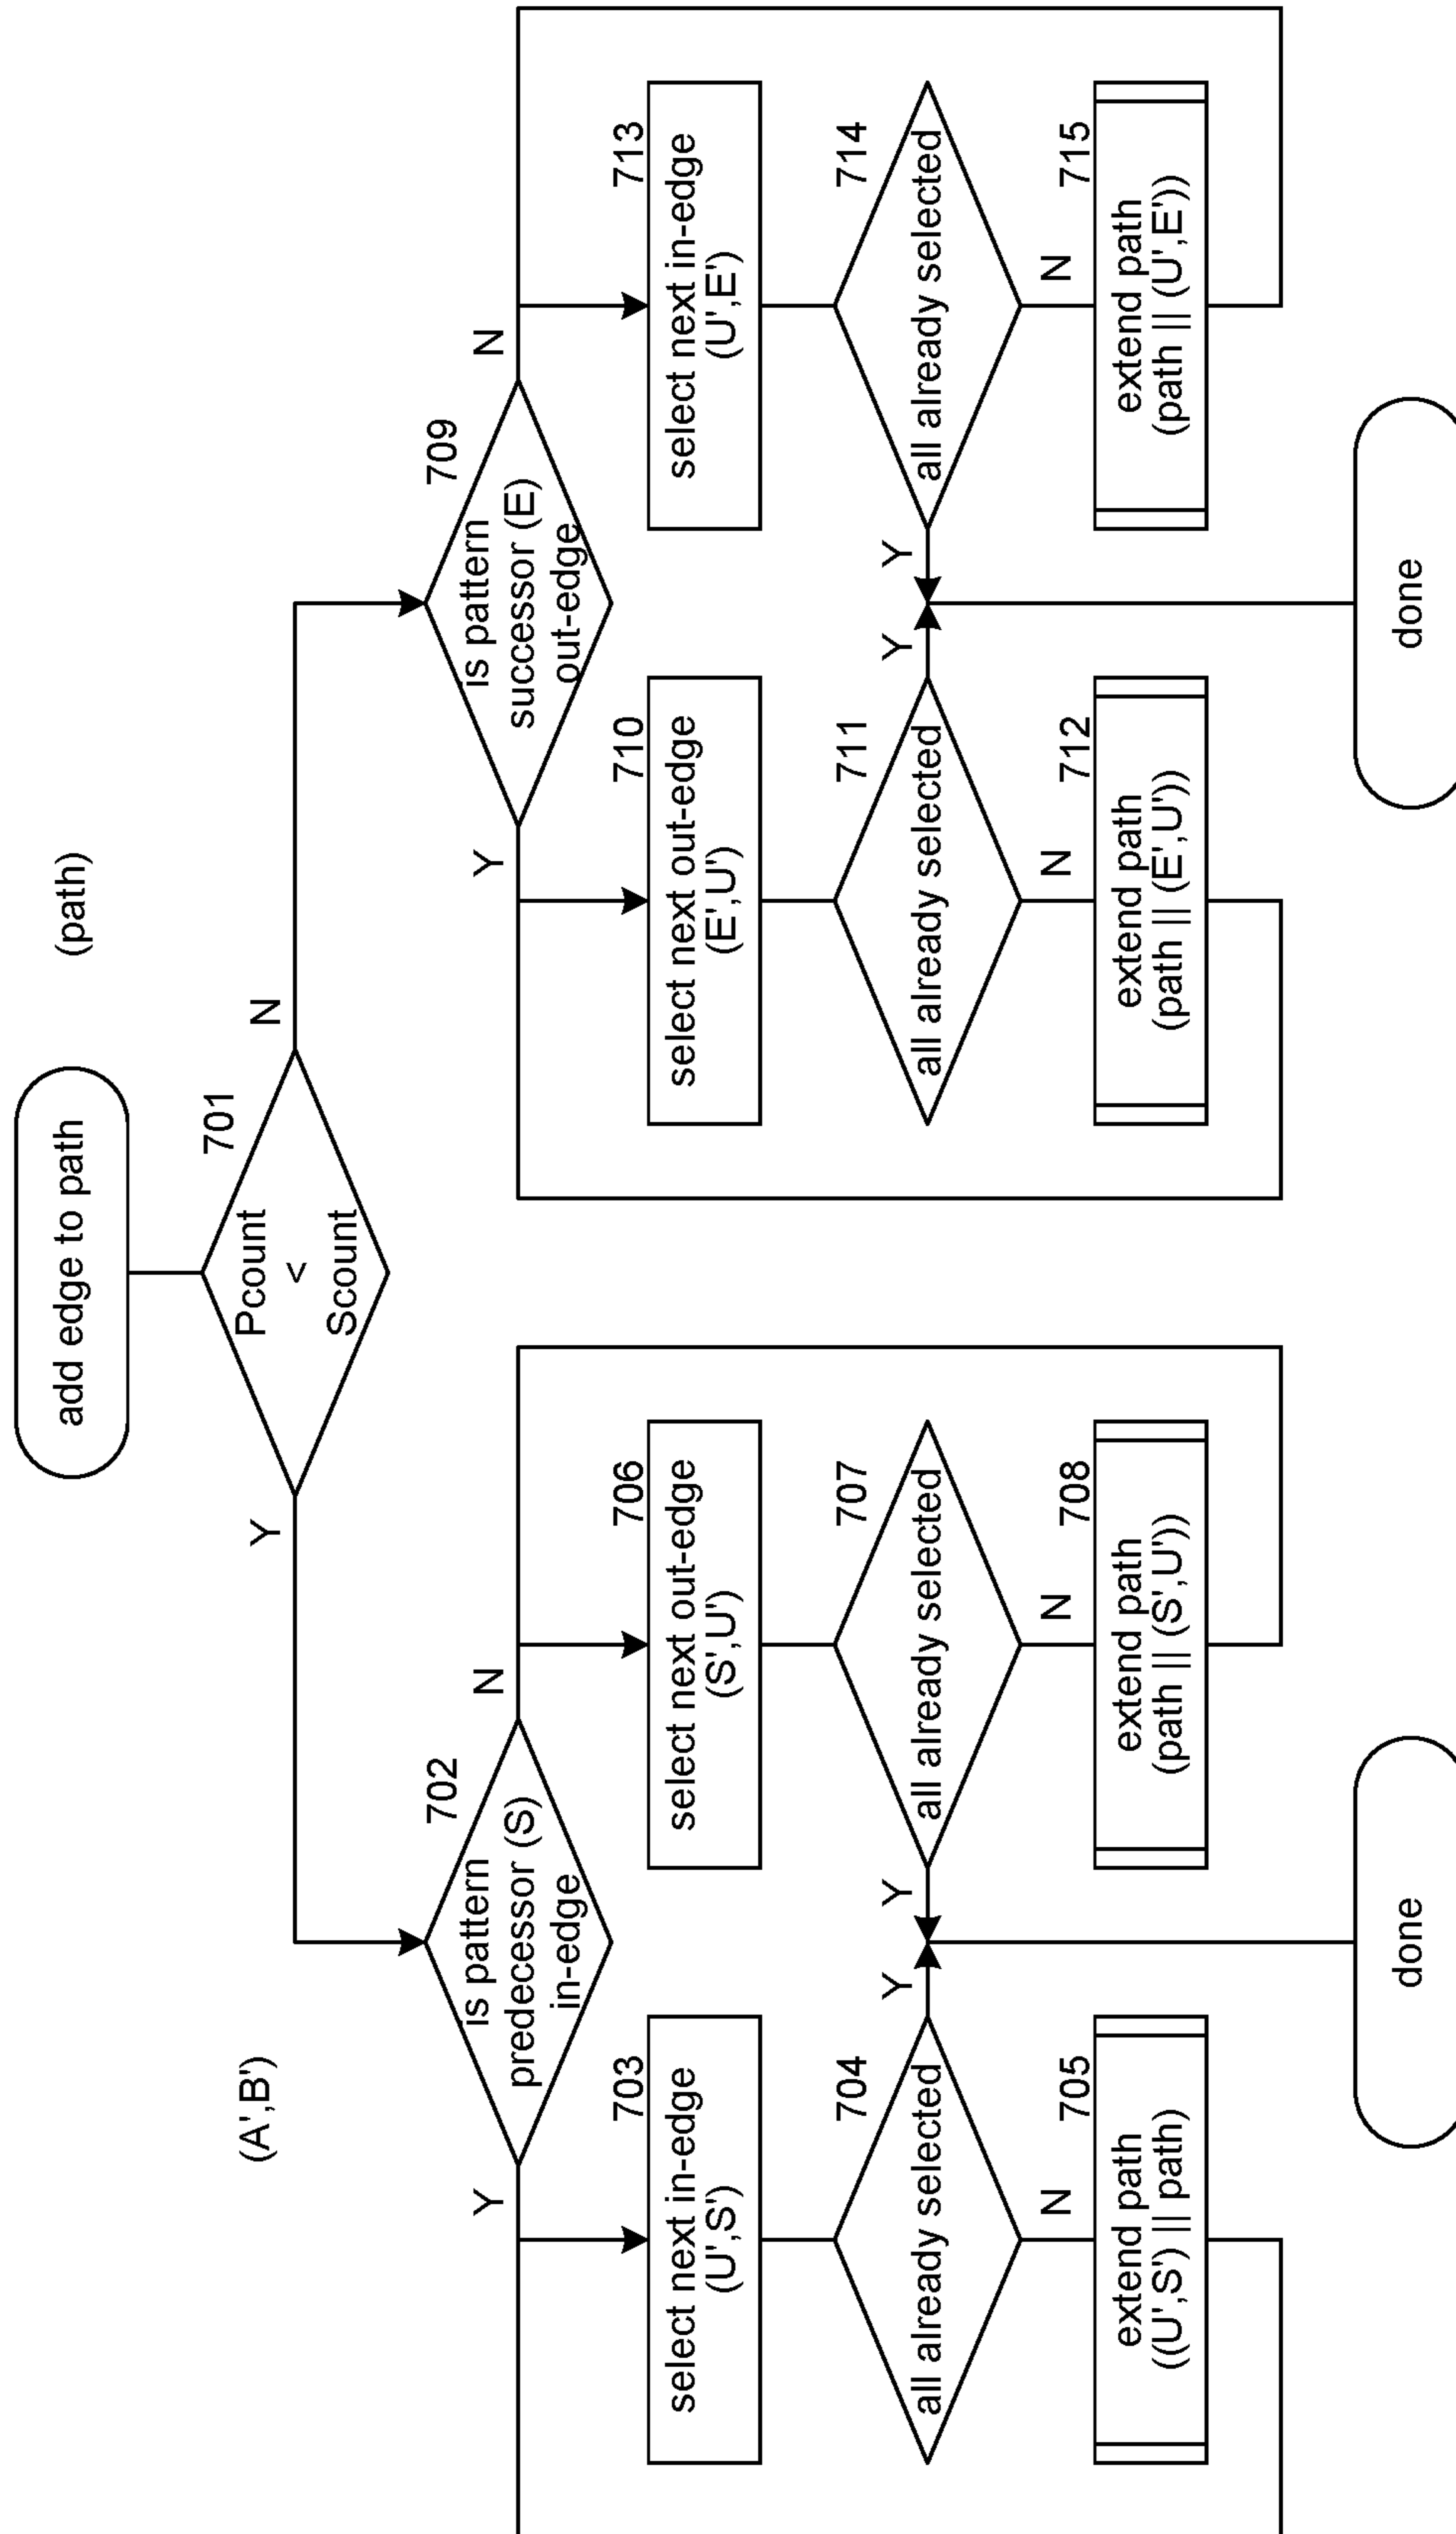 add edge to path
(path)
701
Pcount
<
Scount
Y
N
(A',B')
702
is pattern
predecessor (S)
in-edge
Y
N
703
select next in-edge
(U',S')
704
all already selected
Y
N
705
extend path
((U',S') || path)
706
select next out-edge
(S',U')
707
all already selected
Y
N
708
extend path
(path || (S',U'))
done
709
is pattern
successor (E)
out-edge
Y
N
710
select next out-edge
(E',U')
711
all already selected
Y
N
712
extend path
(path || (E',U'))
713
select next in-edge
(U',E')
714
all already selected
Y
N
715
extend path
(path || (U',E'))
done